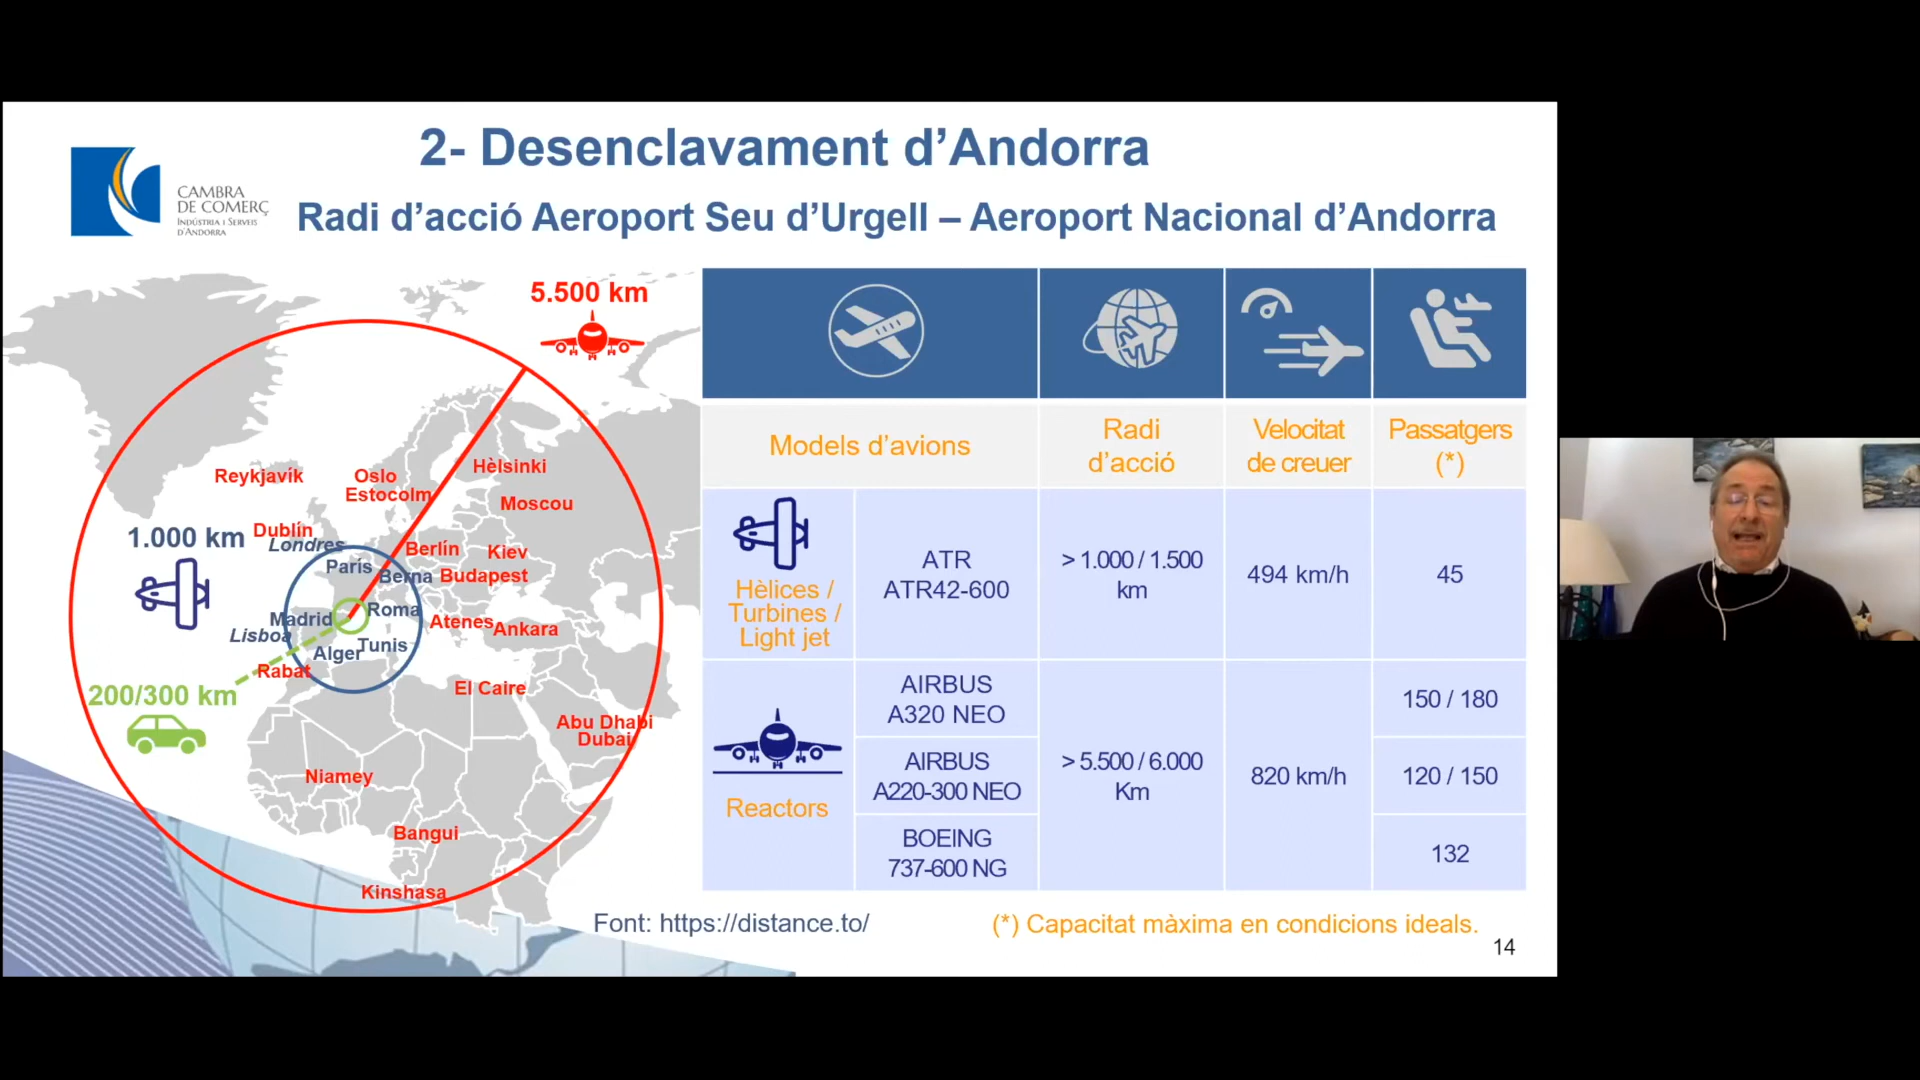 2- Desenclavament d’Andorra
CAMBRA
DE COMERÇ
INDÚSTRIA I SERVEIS
D'ANDORRA
Radi d’acció Aeroport Seu d’Urgell – Aeroport Nacional d’Andorra
5.500 km
Reykjavík
Oslo
Estocolm
Hèlsinki
Moscou
1.000 km
Dublín
Londres
París
Berlín
Kiev
Berna
Budapest
Madrid
Roma
Lisboa
Atenes
Ankara
Alger
Tunis
Rabat
200/300 km
El Caire
Abu Dhabi
Dubai
Niamey
Bangui
Kinshasa
Models d’avions
Radi
d’acció
Velocitat
de creuer
Passatgers
(*)
Hèlices /
Turbines /
Light jet
ATR
ATR42-600
> 1.000 / 1.500
km
494 km/h
45
Reactors
AIRBUS
A320 NEO
150 / 180
AIRBUS
A220-300 NEO
> 5.500 / 6.000
Km
820 km/h
120 / 150
BOEING
737-600 NG
132
Font: https://distance.to/
(*) Capacitat màxima en condicions ideals.
14